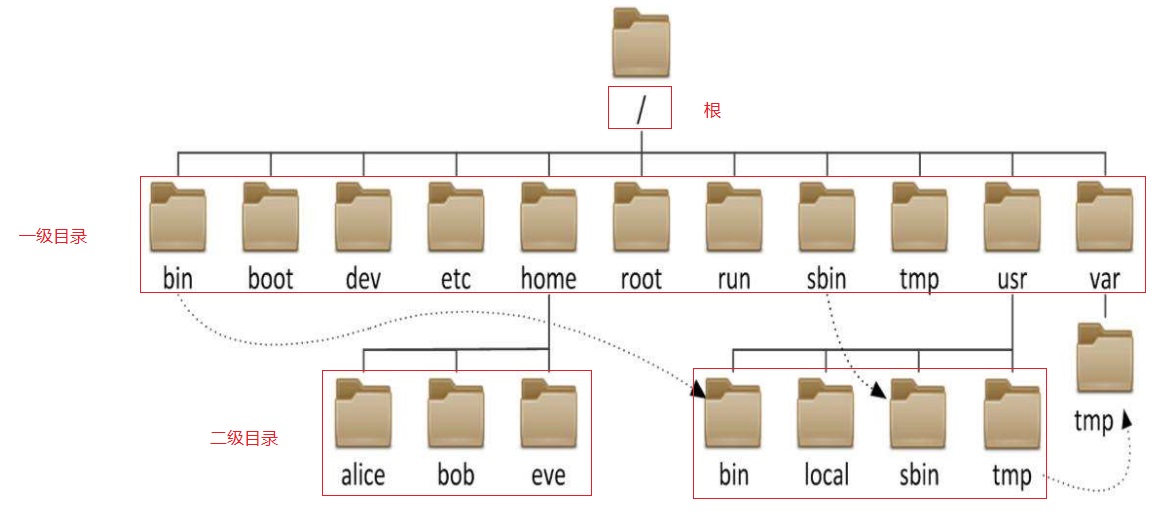 /
根
一级目录
bin boot dev etc home root run sbin tmp usr var
tmp
二级目录
alice bob eve bin local sbin tmp